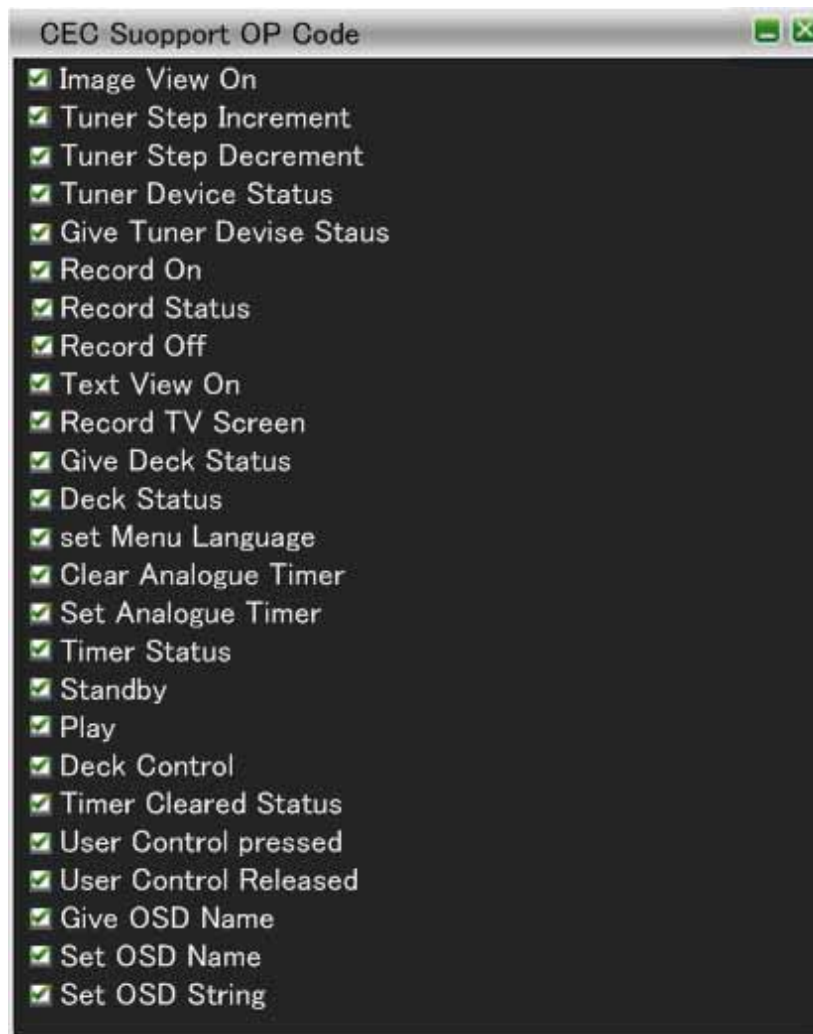 CEC Suopport OP Code
Image View On
Tuner Step Increment
Tuner Step Decrement
Tuner Device Status
Give Tuner Devise Staus
Record On
Record Status
Record Off
Text View On
Record TV Screen
Give Deck Status
Deck Status
set Menu Language
Clear Analogue Timer
Set Analogue Timer
Timer Status
Standby
Play
Deck Control
Timer Cleared Status
User Control pressed
User Control Released
Give OSD Name
Set OSD Name
Set OSD String